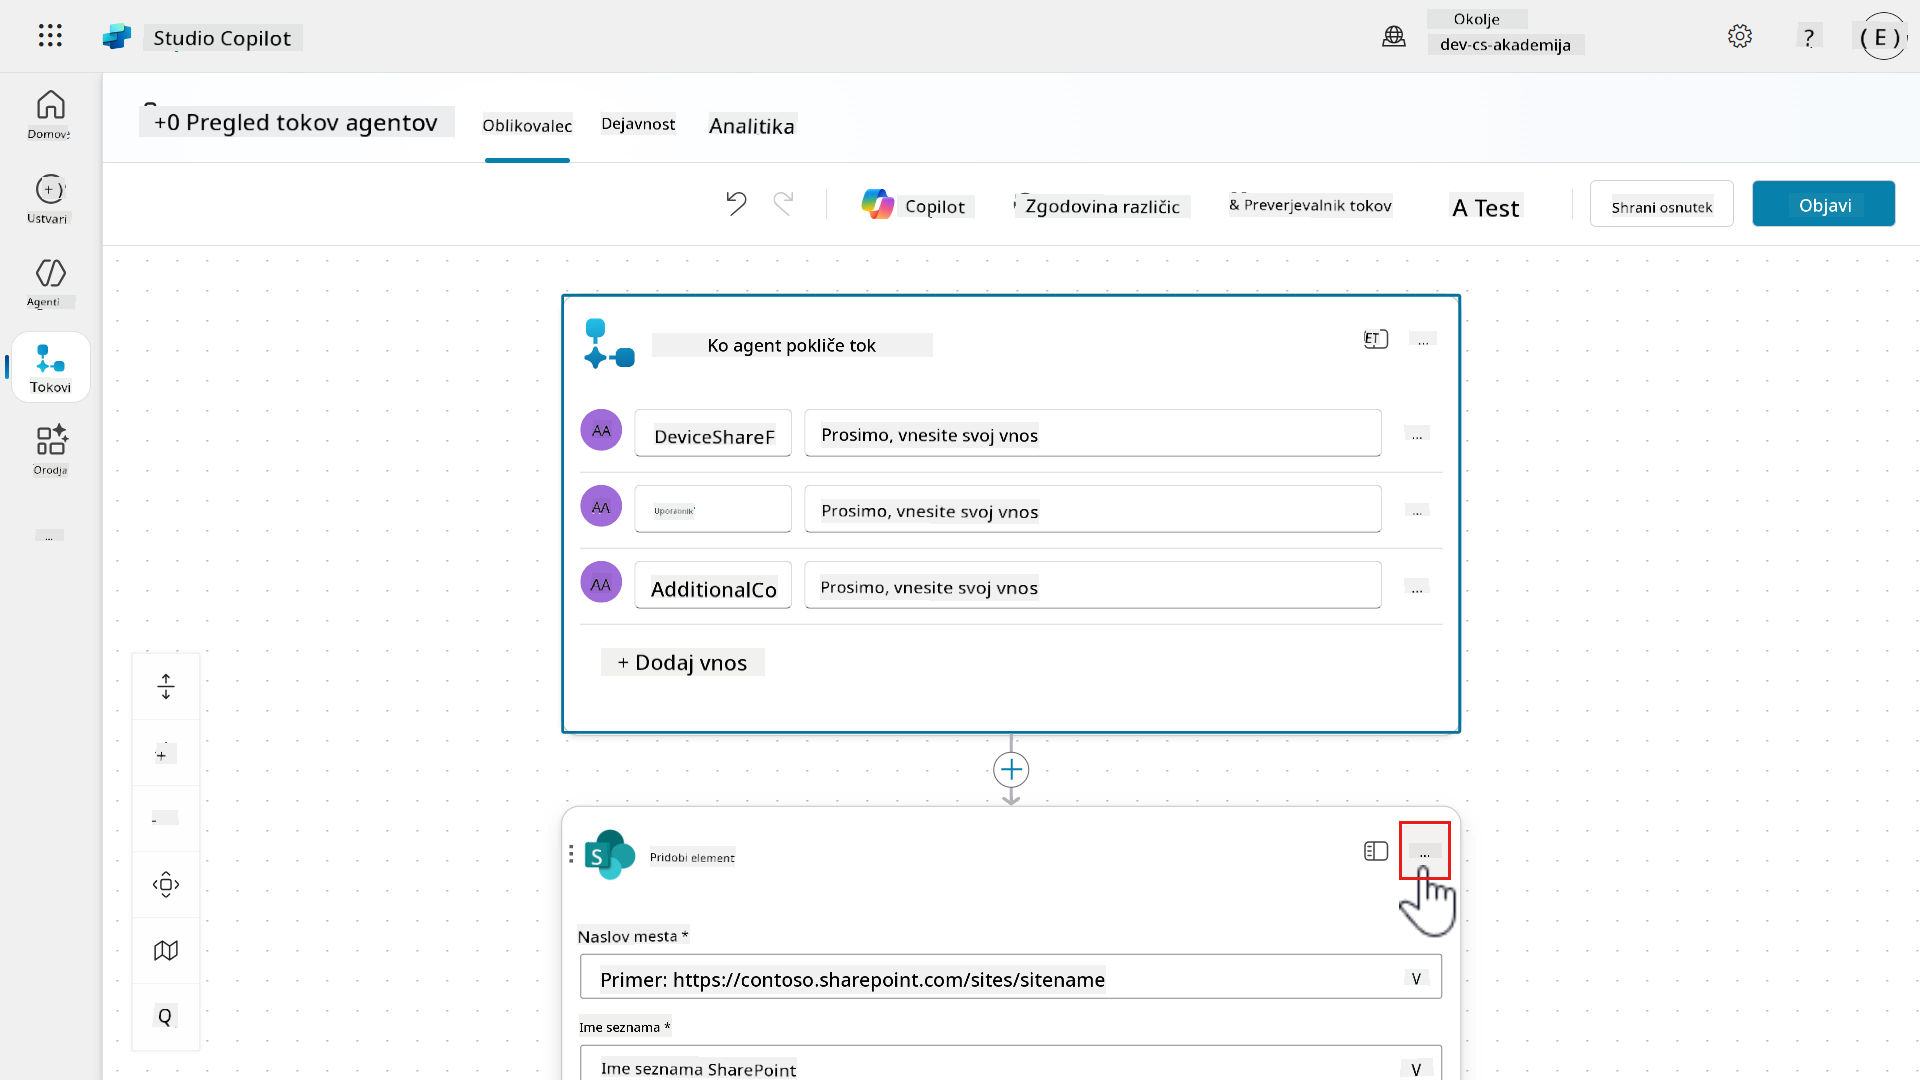 Studio Copilot
Okolje
dev-cs-akademija
?
( E )
Domov
Ustvari
Agenti
Tokovi
Orodja
...
+0 Pregled tokov agentov
Oblikovalec
Dejavnost
Analitika
Copilot
Zgodovina različic
& Preverjevalnik tokov
A Test
Shrani osnutek
Objavi
Ko agent pokliče tok
ET
...
AA
DeviceShareF
Prosimo, vnesite svoj vnos
...
AA
Uporabnik
Prosimo, vnesite svoj vnos
...
AA
AdditionalCo
Prosimo, vnesite svoj vnos
...
+ Dodaj vnos
Pridobi element
...
Naslov mesta *
Primer: https://contoso.sharepoint.com/sites/sitename
V
Ime seznama *
Ime seznama SharePoint
V
Q